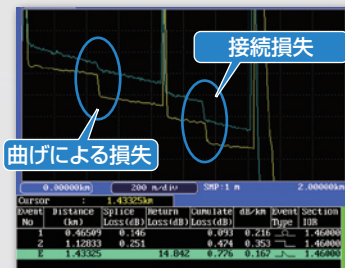 接続損失
曲げによる損失
0.00000km 200 m/div SMP:1 m 2.00000km
Cursor : 1.43325km
Event No Distance (km) Splice Loss(dB) Return Loss(dB) Cumulate Loss(dB) dB/km Event Type Section IOR
1 0.46509 0.146 0.093 0.216 1.46000
2 1.12833 0.251 0.474 0.353 1.46000
E 1.43325 14.842 0.776 0.167 1.46000